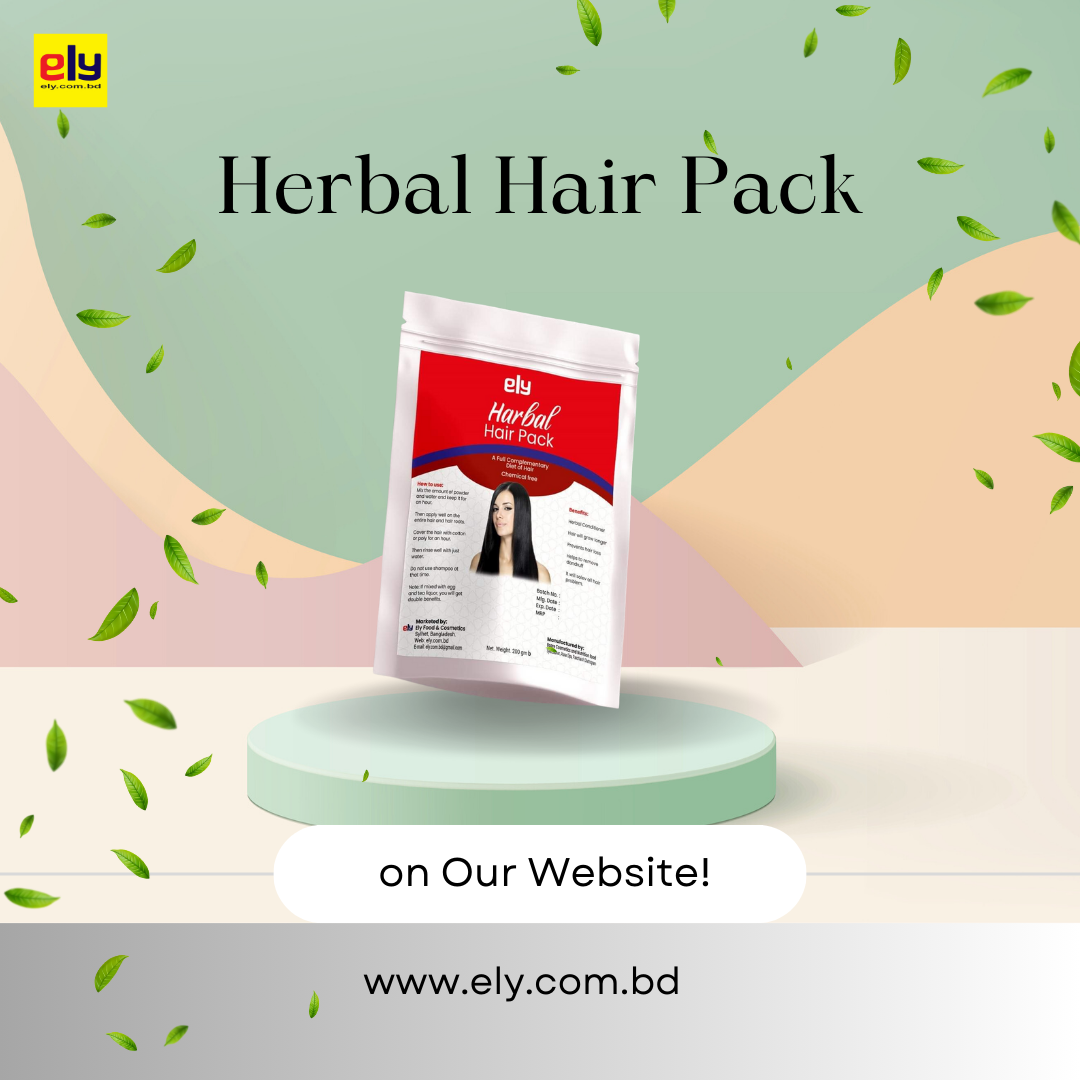 ely
ely.com.bd
Herbal Hair Pack
ely
Harbal
Hair Pack
A Full Complementary
Diet of Hair
Chemical free
How to use:
Mix the amount of powder
and water and keep it for
an hour.
Then apply well on the
entire hair and hair roots.
Cover the hair with cotton
or poly for an hour.
Then rinse well with just
water.
Do not use shampoo at
that time.
Note: If mixed with egg
and tea liquor, you will get
double benefits.
Benefits:
Herbal Conditioner
Hair will grow longer
Prevents hair loss
Helps to remove
dandruff
It will solve all hair
problem.
Batch No. :
Mfg. Date :
Exp. Date :
MRP :
ely
Marketed by:
Ely Food & Cosmetics
Sylhet, Bangladesh.
Web: ely.com.bd
E-mail: ely.com.bd@gmail.com
Net. Weight. 200 gm
Manufactured by:
on Our Website!
www.ely.com.bd